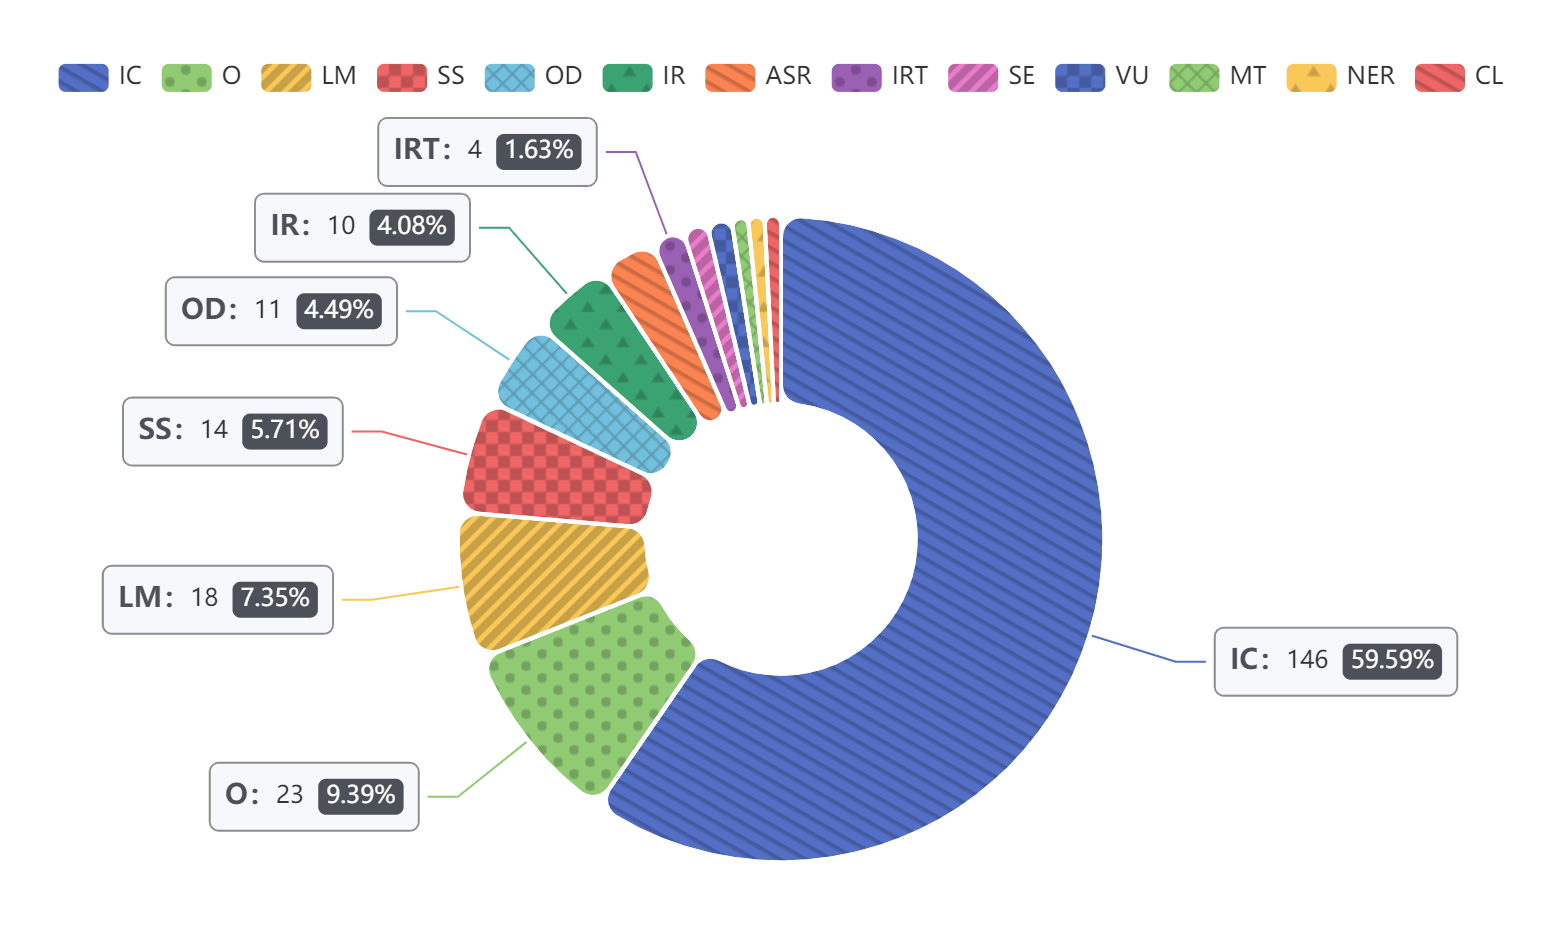 IC O LM SS OD IR ASR IRT SE VU MT NER CL
IRT: 4 1.63%
IR: 10 4.08%
OD: 11 4.49%
SS: 14 5.71%
LM: 18 7.35%
IC: 146 59.59%
O: 23 9.39%